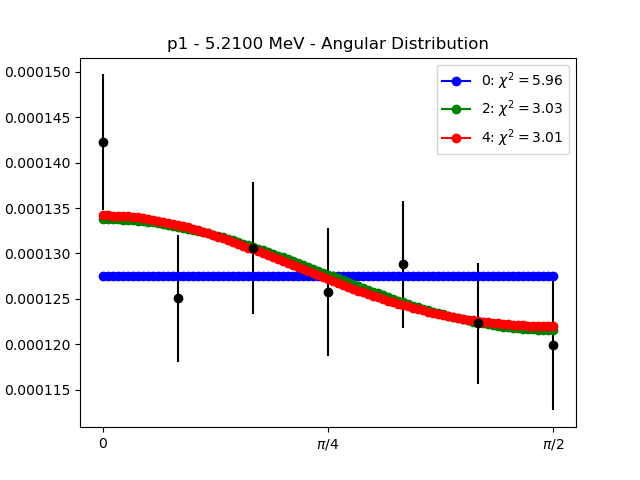 p1 - 5.2100 MeV - Angular Distribution
0.000150
0.000145
0.000140
0.000135
0.000130
0.000125
0.000120
0.000115
0: χ² = 5.96
2: χ² = 3.03
4: χ² = 3.01
0
π/4
π/2